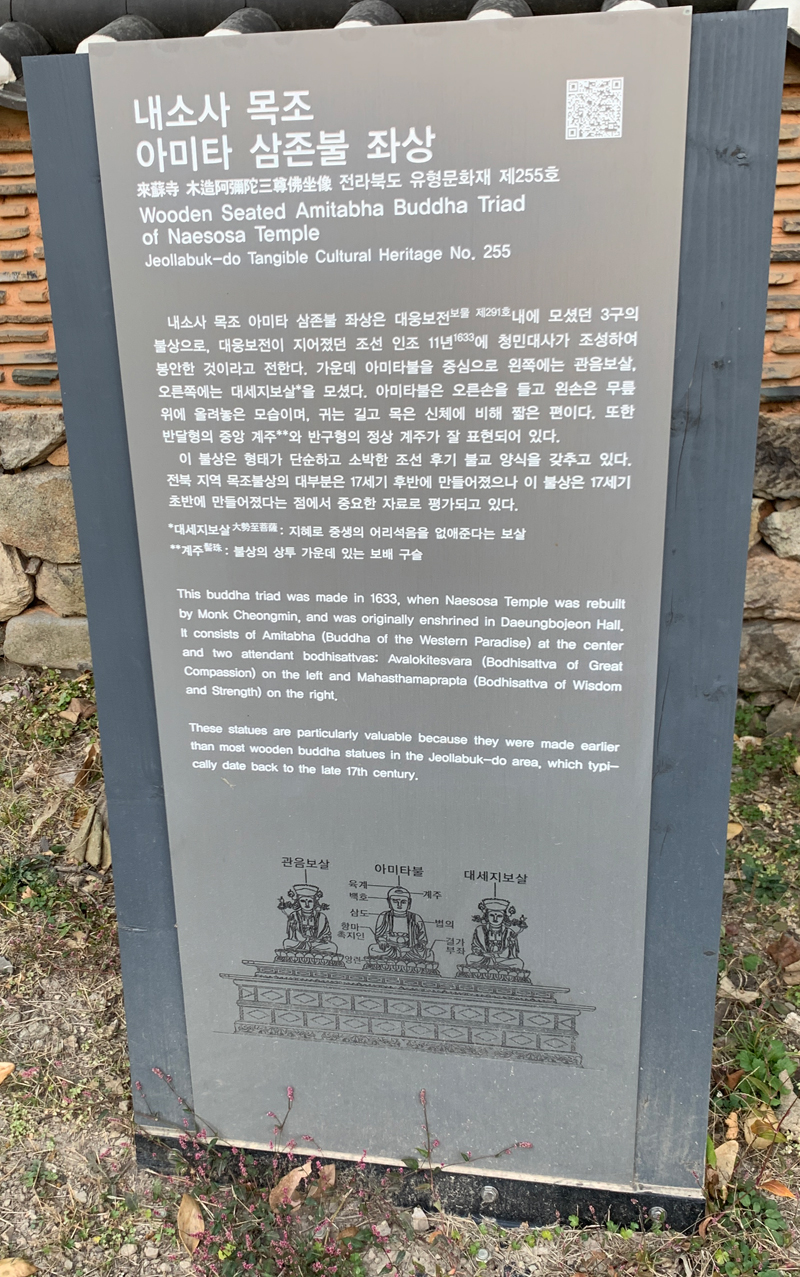 내소사 목조
아미타 삼존불 좌상
來蘇寺 木造阿彌陀三尊佛坐像 전라북도 유형문화재 제255호
Wooden Seated Amitabha Buddha Triad
of Naesosa Temple
Jeollabuk-do Tangible Cultural Heritage No. 255
내소사 목조 아미타 삼존불 좌상은 대웅보전보물 제291호내에 모셨던 3구의
불상으로, 대웅보전이 지어졌던 조선 인조 11년1633에 청민대사가 조성하여
봉안한 것이라고 전한다. 가운데 아미타불을 중심으로 왼쪽에는 관음보살,
오른쪽에는 대세지보살*을 모셨다. 아미타불은 오른손을 들고 왼손은 무릎
위에 올려놓은 모습이며, 귀는 길고 목은 신체에 비해 짧은 편이다. 또한
반달형의 중앙 계주**와 반구형의 정상 계주가 잘 표현되어 있다.
이 불상은 형태가 단순하고 소박한 조선 후기 불교 양식을 갖추고 있다.
전북 지역 목조불상의 대부분은 17세기 후반에 만들어졌으나 이 불상은 17세기
초반에 만들어졌다는 점에서 중요한 자료로 평가되고 있다.
*대세지보살大勢至菩薩: 지혜로 중생의 어리석음을 없애준다는 보살
**계주髻珠: 불상의 상투 가운데 있는 보배 구슬
This buddha triad was made in 1633, when Naesosa Temple was rebuilt
by Monk Cheongmin, and was originally enshrined in Daeungbojeon Hall.
It consists of Amitabha (Buddha of the Western Paradise) at the center
and two attendant bodhisattvas: Avalokitesvara (Bodhisattva of Great
Compassion) on the left and Mahasthamaprapta (Bodhisattva of Wisdom
and Strength) on the right.
These statues are particularly valuable because they were made earlier
than most wooden buddha statues in the Jeollabuk-do area, which typi-
cally date back to the late 17th century.
관음보살
아미타불
대세지보살
육계
계주
백호
삼도
법의
항마
촉지인
결가
부좌